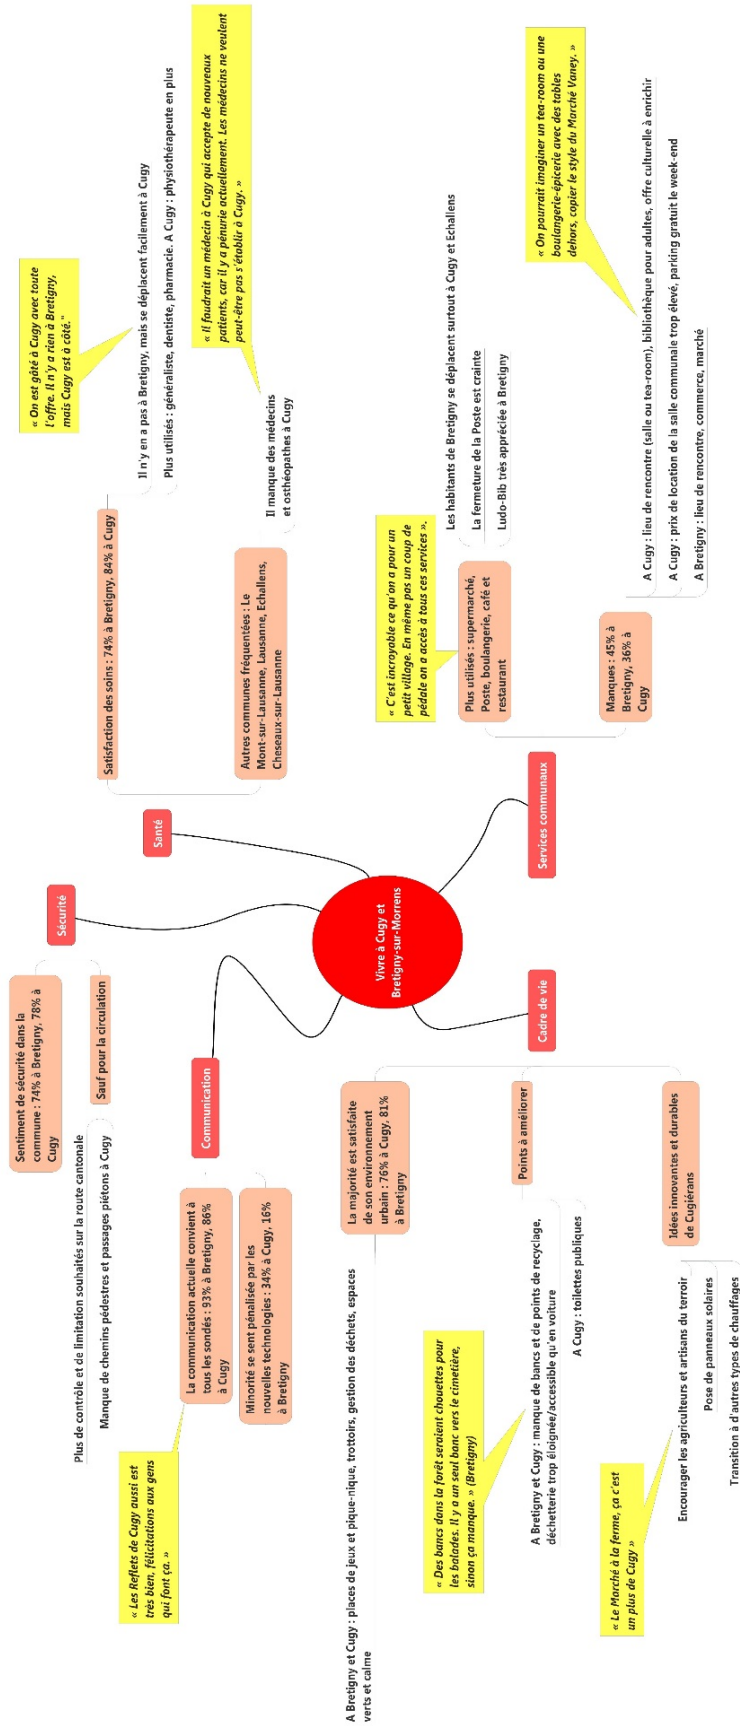 Vivre à Cugy et
Bretigny-sur-Morrens
Sécurité
Sentiment de sécurité dans la
commune : 74% à Bretigny, 78% à
Cugy
Sauf pour la circulation
Plus de contrôle et de limitation souhaités sur la route cantonale
Manque de chemins pédestres et passages piétons à Cugy
Communication
La communication actuelle convient à
tous les sondés : 93% à Bretigny, 86%
à Cugy
« Les Reflets de Cugy aussi est
très bien, félicitations aux gens
qui font ça. »
Minorité se sent pénalisée par les
nouvelles technologies : 34% à Cugy, 16%
à Bretigny
Cadre de vie
La majorité est satisfaite
de son environnement
urbain : 76% à Cugy, 81%
à Bretigny
A Bretigny et Cugy : places de jeux et pique-nique, trottoirs, gestion des déchets, espaces
verts et calme
Points à améliorer
« Des bancs dans la forêt seraient chouettes pour
les balades. Il y a un seul banc vers le cimetière,
sinon ça manque. » (Bretigny)
A Bretigny et Cugy : manque de bancs et de points de recyclage,
déchetterie trop éloignée/accessible qu'en voiture
A Cugy : toilettes publiques
Idées innovantes et durables
de Cugiérans
« Le Marché à la ferme, ça c'est
un plus de Cugy »
Encourager les agriculteurs et artisans du terroir
Pose de panneaux solaires
Transition à d'autres types de chauffages
Santé
Satisfaction des soins : 74% à Bretigny, 84% à Cugy
« On est gâté à Cugy avec toute
l'offre. Il n'y a rien à Bretigny,
mais Cugy est à côté."
Il n'y en a pas à Bretigny, mais se déplacent facilement à Cugy
Plus utilisés : généraliste, dentiste, pharmacie. A Cugy : physiothérapeute en plus
Autres communes fréquentées : Le
Mont-sur-Lausanne, Lausanne, Echallens,
Cheseaux-sur-Lausanne
« Il faudrait un médecin à Cugy qui accepte de nouveaux
patients, car il y a pénurie actuellement. Les médecins ne veulent
peut-être pas s'établir à Cugy. »
Il manque des médecins
et osthéopathes à Cugy
Services communaux
« C'est incroyable ce qu'on a pour un
petit village. En même pas un coup de
pédale on a accès à tous ces services ».
Plus utilisés : supermarché,
Poste, boulangerie, café et
restaurant
Les habitants de Bretigny se déplacent surtout à Cugy et Echallens
La fermeture de la Poste est crainte
Ludo-Bib très appréciée à Bretigny
Manques : 45% à
Bretigny, 36% à
Cugy
« On pourrait imaginer un tea-room ou une
boulangerie-épicerie avec des tables
dehors, copier le style du Marché Vaney. »
A Cugy : lieu de rencontre (salle ou tea-room), bibliothèque pour adultes, offre culturelle à enrichir
A Cugy : prix de location de la salle communale trop élevé, parking gratuit le week-end
A Bretigny : lieu de rencontre, commerce, marché